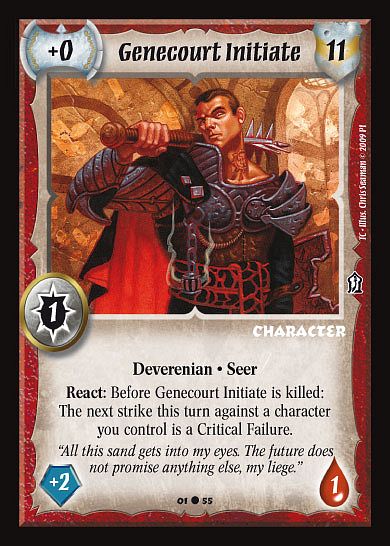 +0
Genecourt Initiate
11
TC • Illus. Chris Seaman © 2009 PI
1
CHARACTER
Deverenian • Seer
React: Before Genecourt Initiate is killed:
The next strike this turn against a character
you control is a Critical Failure.
“All this sand gets into my eyes. The future does
not promise anything else, my liege.”
+2
01 ● 55
1